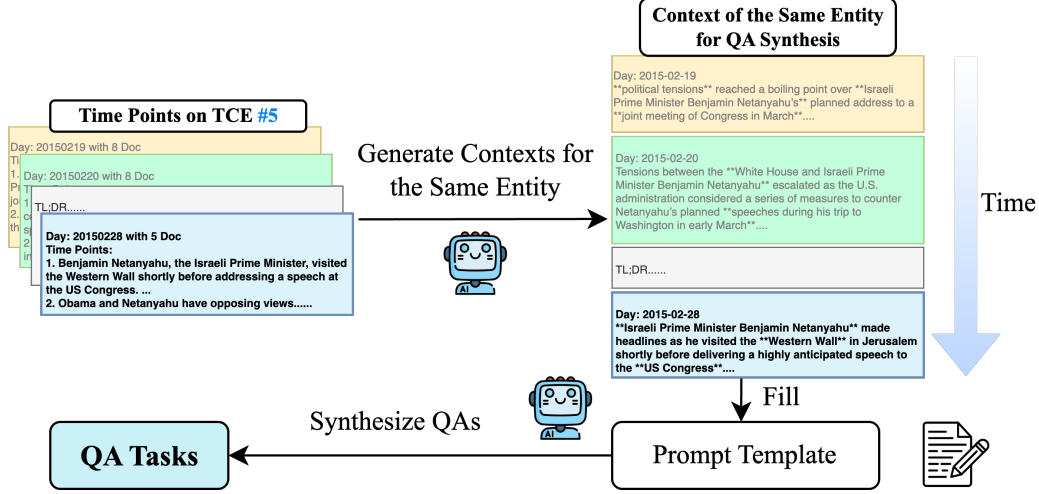 Context of the Same Entity
for QA Synthesis
Time Points on TCE #5
Day: 20150219 with 8 Doc
Day: 20150220 with 8 Doc
TL;DR......
Day: 20150228 with 5 Doc
Time Points:
1. Benjamin Netanyahu, the Israeli Prime Minister, visited
the Western Wall shortly before addressing a speech at
the US Congress. ...
2. Obama and Netanyahu have opposing views......
Generate Contexts for
the Same Entity
AI
Day: 2015-02-19
**political tensions** reached a boiling point over **Israeli
Prime Minister Benjamin Netanyahu's** planned address to a
**joint meeting of Congress in March**....
Day: 2015-02-20
Tensions between the **White House and Israeli Prime
Minister Benjamin Netanyahu** escalated as the U.S.
administration considered a series of measures to counter
Netanyahu's planned **speeches during his trip to
Washington in early March**....
TL;DR......
Day: 2015-02-28
**Israeli Prime Minister Benjamin Netanyahu** made
headlines as he visited the **Western Wall** in Jerusalem
shortly before delivering a highly anticipated speech to
the **US Congress**....
Time
Fill
Prompt Template
AI
Synthesize QAs
QA Tasks